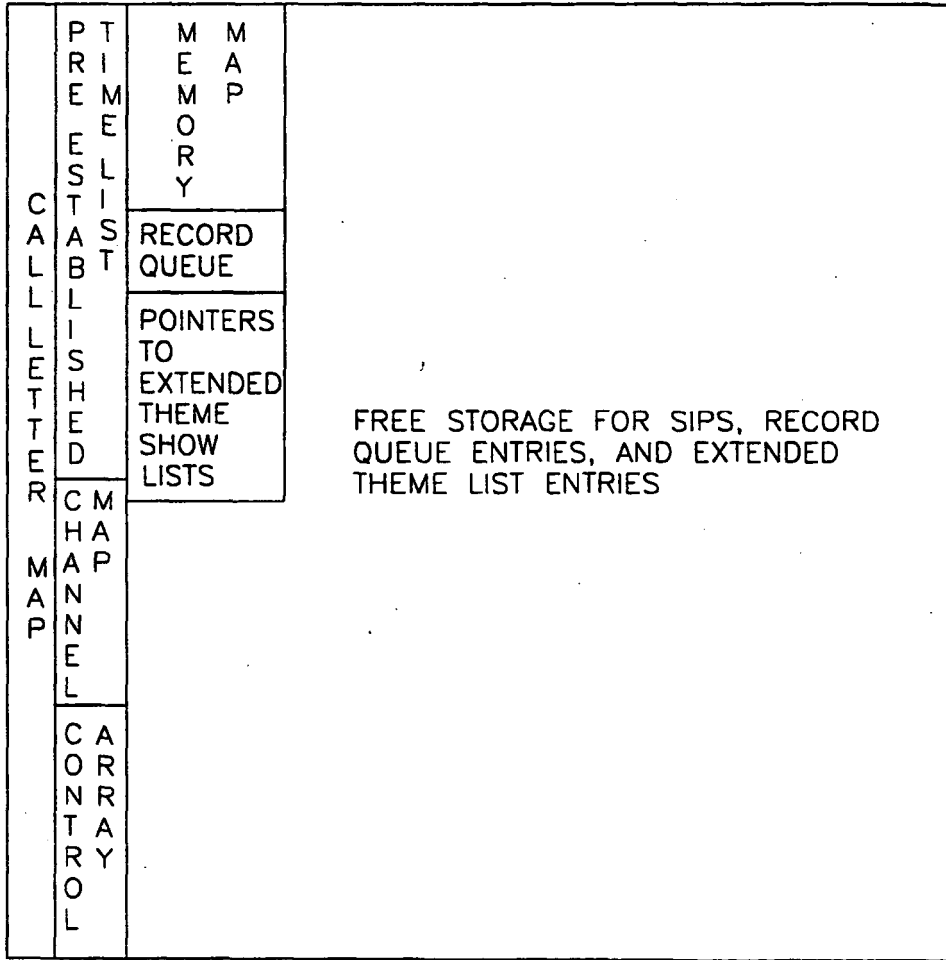 CALL LETTER MAP
PRE ESTABLISHED
TIME LIST
CHANNEL
MAP
CONTROL
ARRAY
MEMORY
MAP
RECORD
QUEUE
POINTERS
TO
EXTENDED
THEME
SHOW
LISTS
FREE STORAGE FOR SIPS, RECORD
QUEUE ENTRIES, AND EXTENDED
THEME LIST ENTRIES